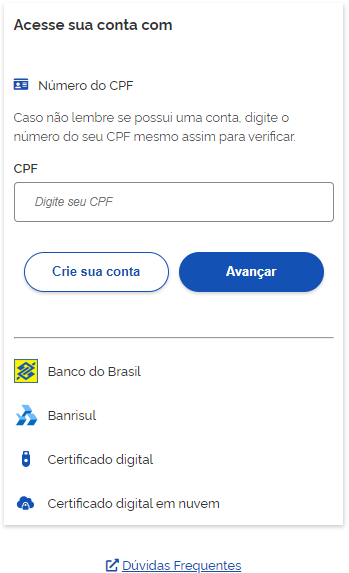 Acesse sua conta com
Número do CPF
Caso não lembre se possui uma conta, digite o
número do seu CPF mesmo assim para verificar.
CPF
Digite seu CPF
Crie sua conta Avançar
Banco do Brasil
Banrisul
Certificado digital
Certificado digital em nuvem
Dúvidas Frequentes